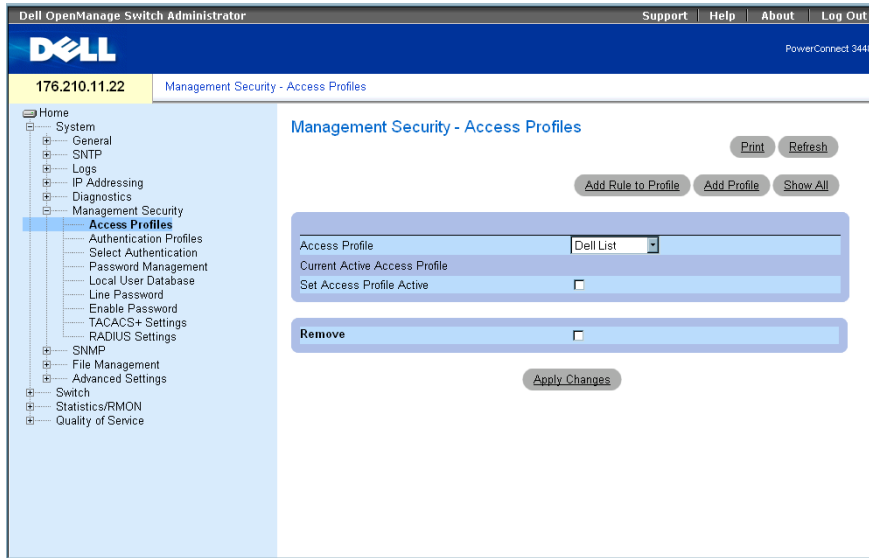 Dell OpenManage Switch Administrator
Support | Help | About | Log Out
DELL
PowerConnect 3448
176.210.11.22
Management Security - Access Profiles
Home
System
General
SNTP
Logs
IP Addressing
Diagnostics
Management Security
Access Profiles
Authentication Profiles
Select Authentication
Password Management
Local User Database
Line Password
Enable Password
TACACS+ Settings
RADIUS Settings
SNMP
File Management
Advanced Settings
Switch
Statistics/RMON
Quality of Service
Management Security - Access Profiles
Print Refresh
Add Rule to Profile Add Profile Show All
Access Profile Dell List
Current Active Access Profile
Set Access Profile Active
Remove
Apply Changes